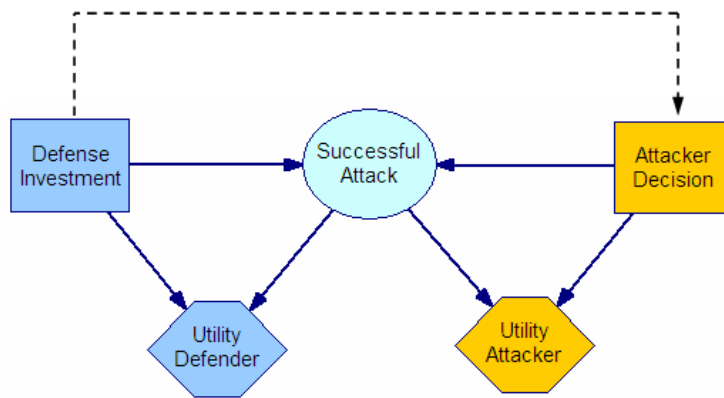 Defense
Investment
Successful
Attack
Attacker
Decision
Utility
Defender
Utility
Attacker